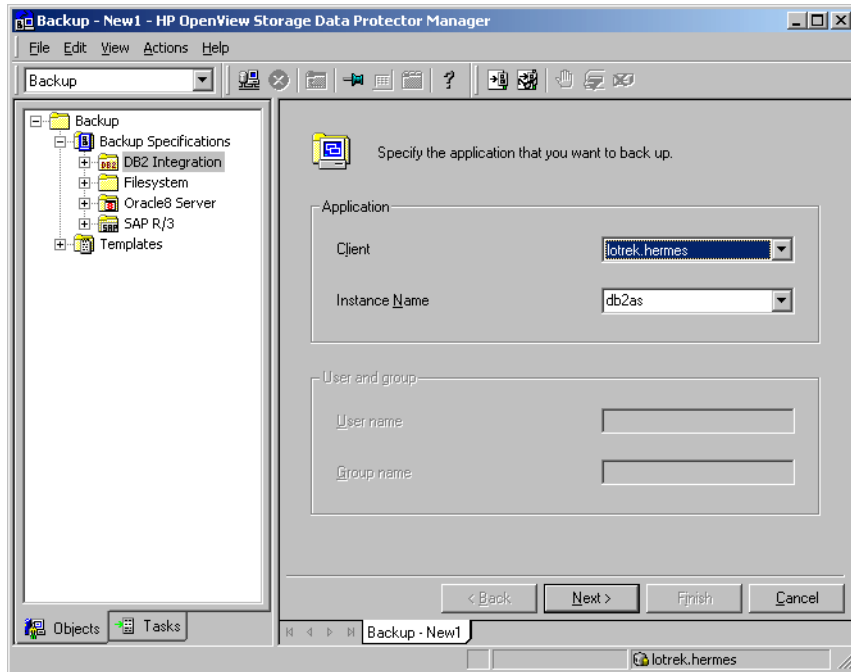 Backup - New1 - HP OpenView Storage Data Protector Manager
File Edit View Actions Help
Backup
Backup
Backup Specifications
DB2 Integration
Filesystem
Oracle8 Server
SAP R/3
Templates
Specify the application that you want to back up.
Application
Client
lotrek.hermes
Instance Name
db2as
User and group
User name
Group name
< Back Next > Finish Cancel
Objects Tasks
Backup - New1
lotrek.hermes